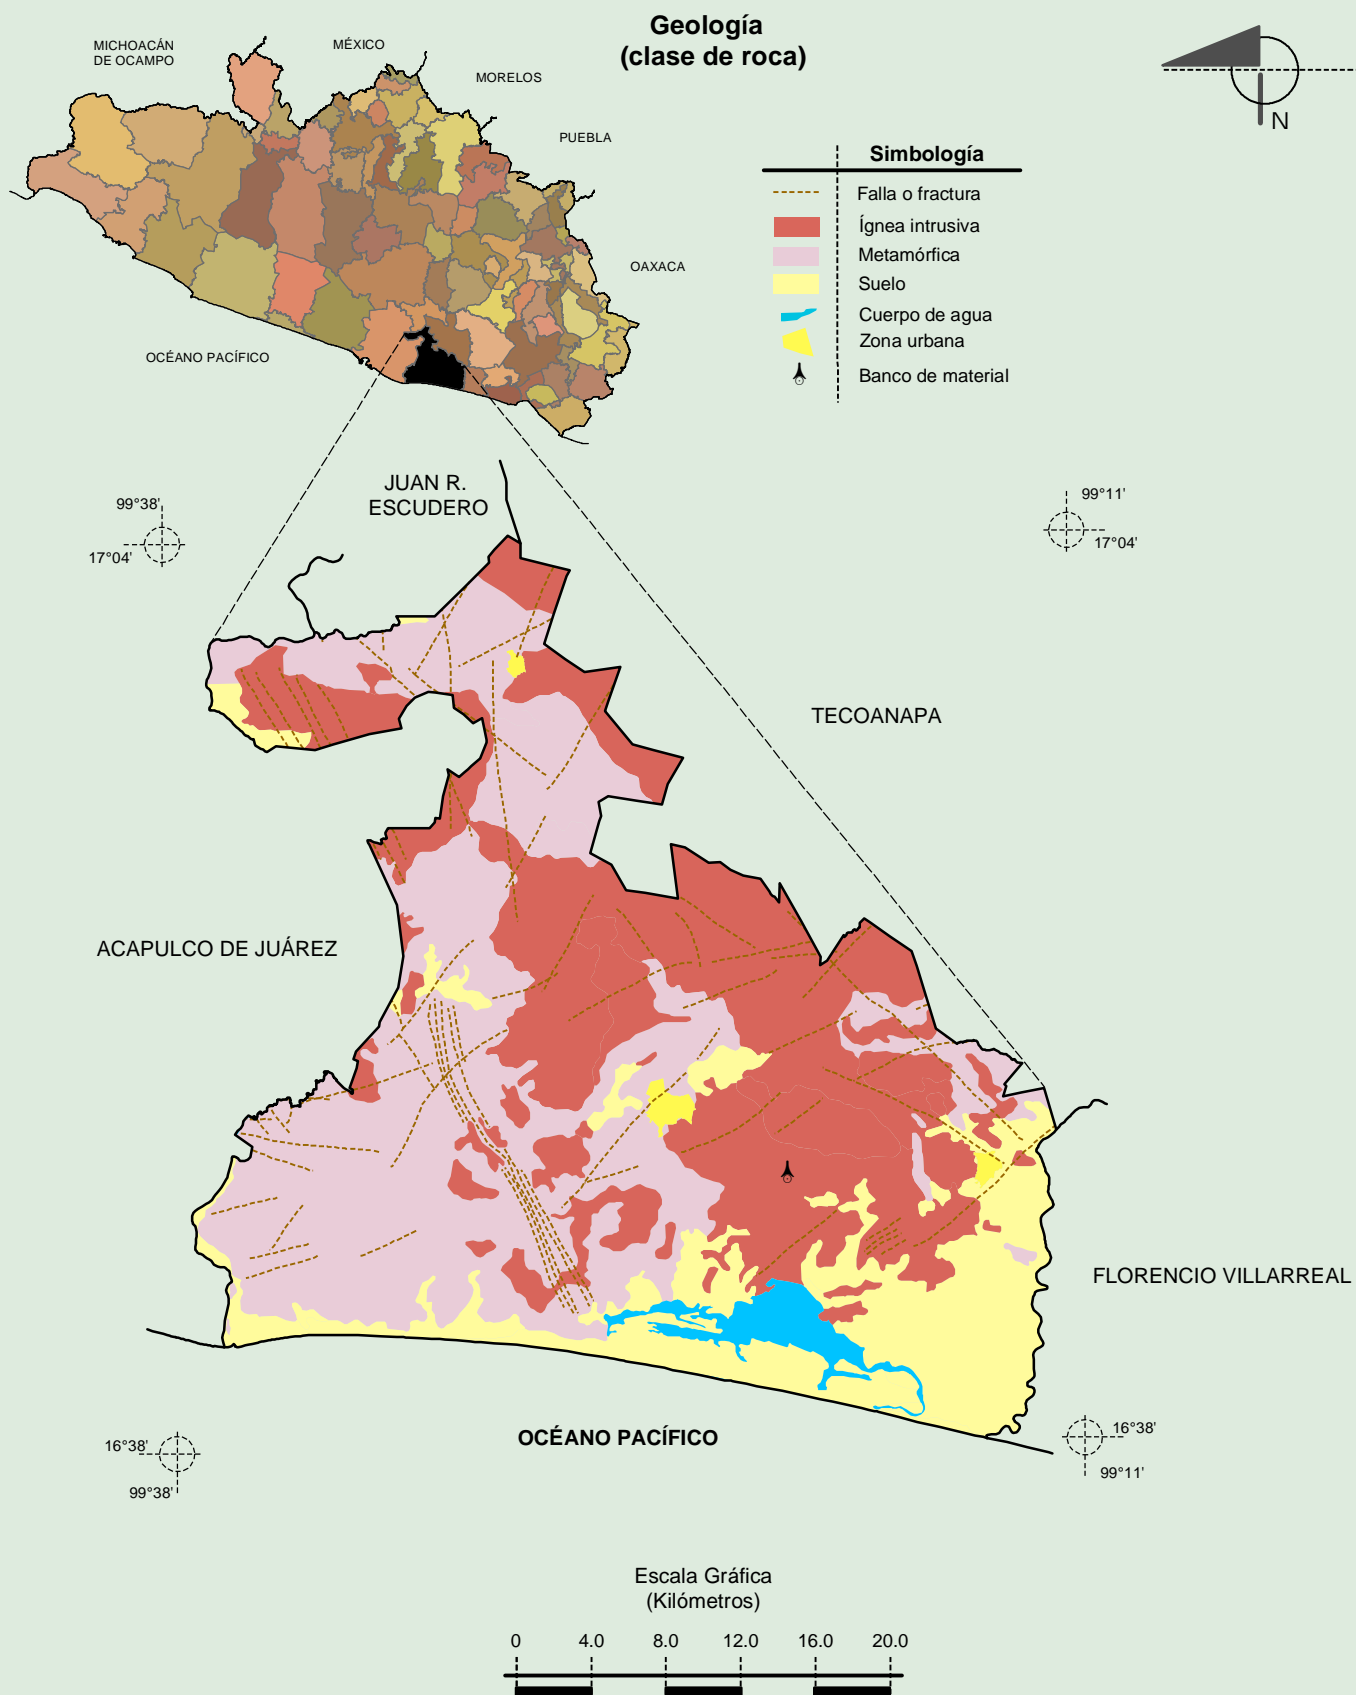 Geología
(clase de roca)
MICHOACÁN
DE OCAMPO
MÉXICO
MORELOS
PUEBLA
OAXACA
OCÉANO PACÍFICO
N
Simbología
Falla o fractura
Ígnea intrusiva
Metamórfica
Suelo
Cuerpo de agua
Zona urbana
Banco de material
JUAN R.
ESCUDERO
99°38'
17°04'
99°11'
17°04'
TECOANAPA
ACAPULCO DE JUÁREZ
FLORENCIO VILLARREAL
OCÉANO PACÍFICO
16°38'
99°38'
16°38'
99°11'
Escala Gráfica
(Kilómetros)
0 4.0 8.0 12.0 16.0 20.0